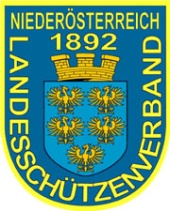 NIEDERÖSTERREICH
1892
LANDESSCHÜTZENVERBAND